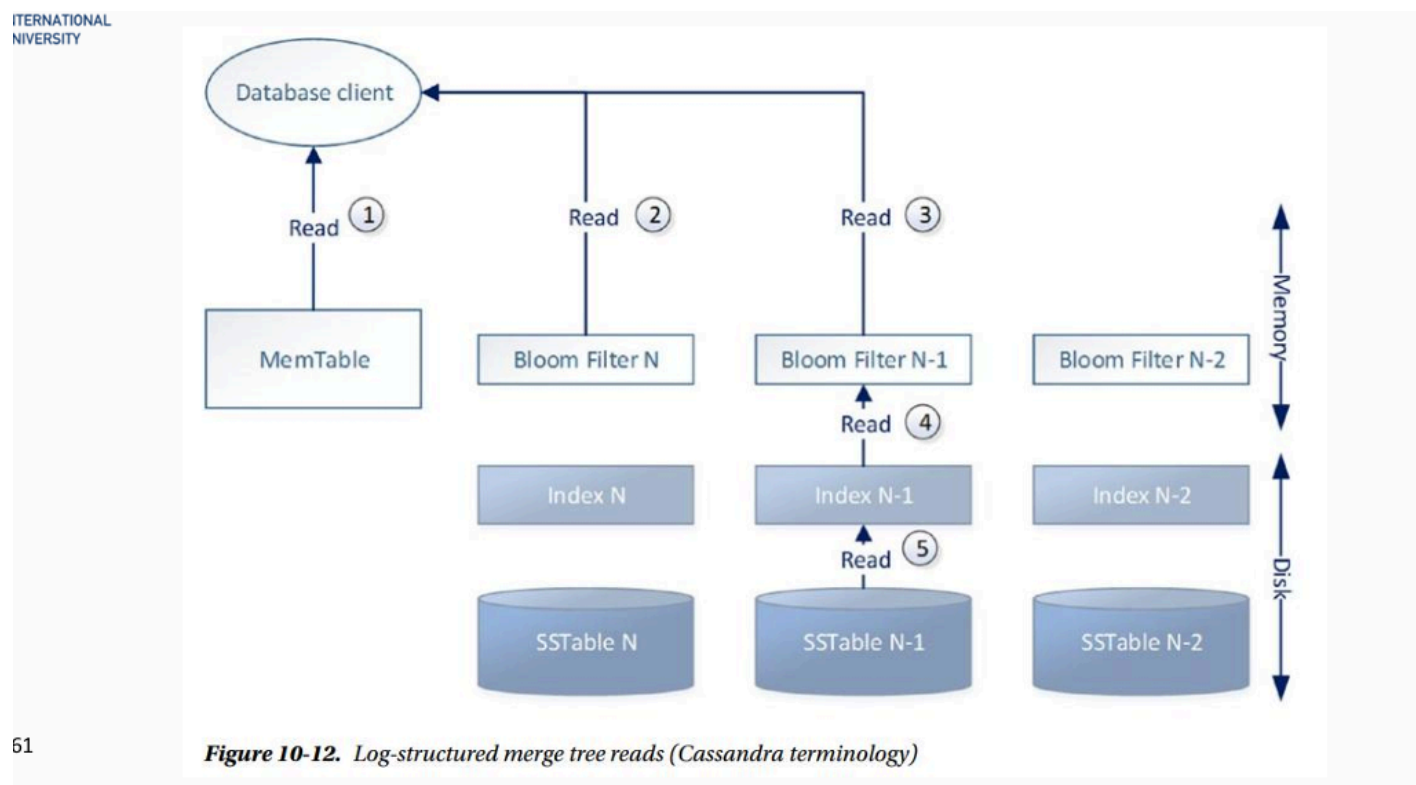 ITERNATIONAL
NIVERSITY
Database client
Read 1
Read 2
Read 3
MemTable
Bloom Filter N
Bloom Filter N-1
Bloom Filter N-2
Memory
Read 4
Index N
Index N-1
Index N-2
Read 5
Disk
SSTable N
SSTable N-1
SSTable N-2
61
Figure 10-12. Log-structured merge tree reads (Cassandra terminology)